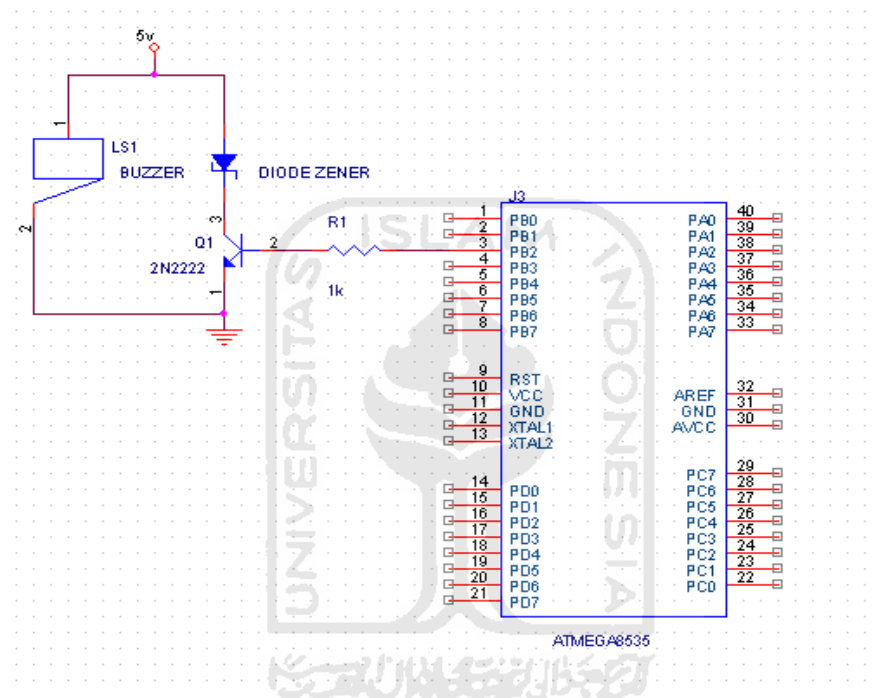 5v
1
LS1
BUZZER
DIODE ZENER
2
3
Q1
2
R1
2N2222
1
1k
J3
1 PB0 PA0 40
2 PB1 PA1 39
3 PB2 PA2 38
4 PB3 PA3 37
5 PB4 PA4 36
6 PB5 PA5 35
7 PB6 PA6 34
8 PB7 PA7 33
9 RST
10 VCC AREF 32
11 GND GND 31
12 XTAL1 AVCC 30
13 XTAL2
PC7 29
14 PD0 PC6 28
15 PD1 PC5 27
16 PD2 PC4 26
17 PD3 PC3 25
18 PD4 PC2 24
19 PD5 PC1 23
20 PD6 PC0 22
21 PD7
ATMEGA8535
UNIVERSITAS
ISLAM
INDONESIA